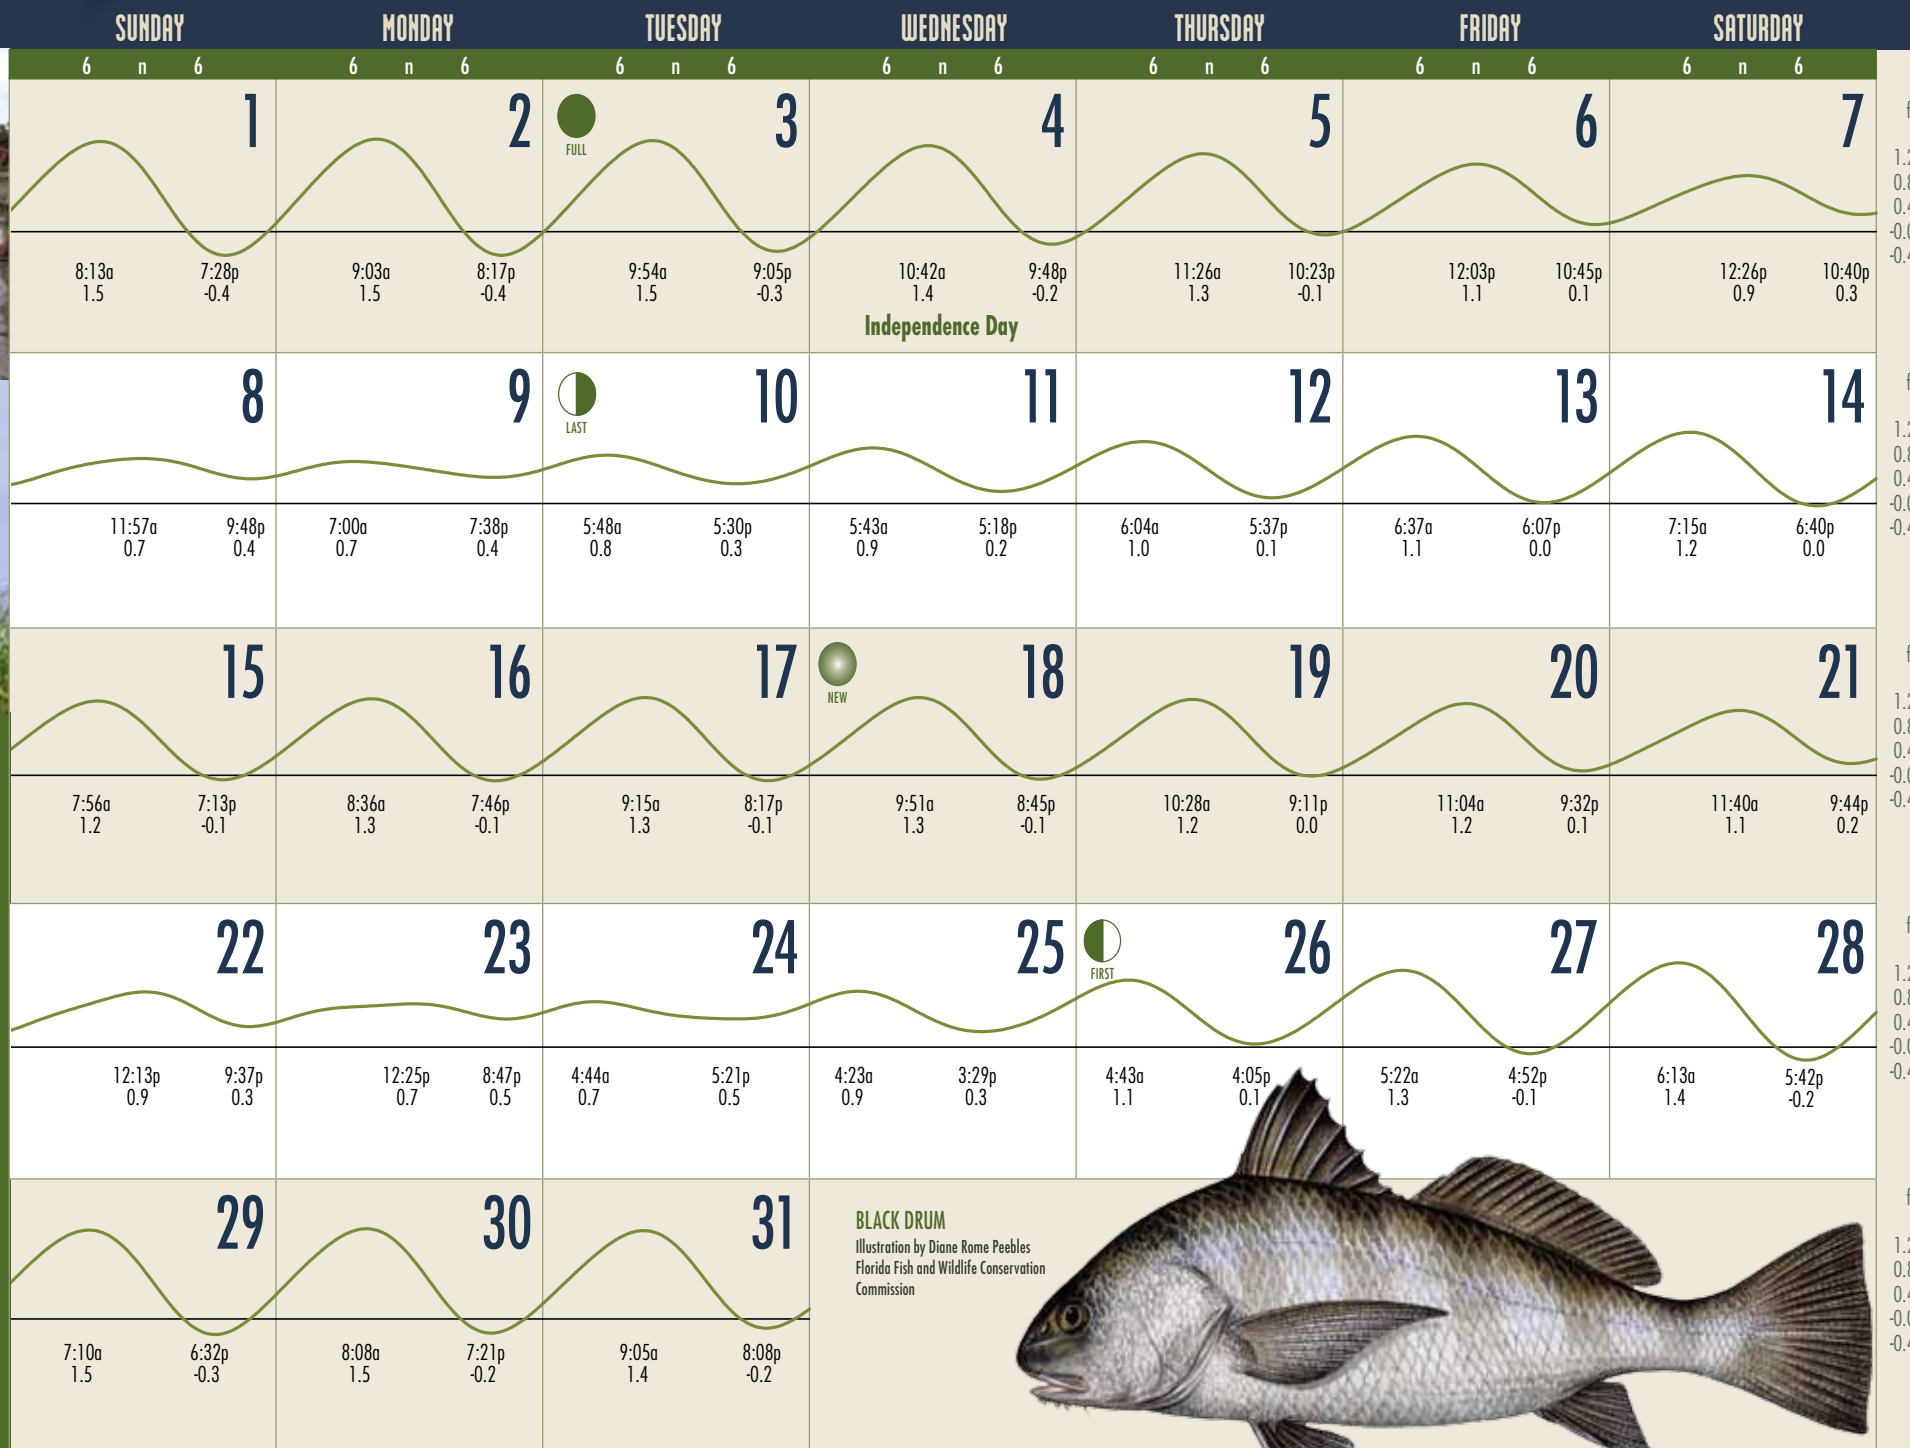 SUNDAY MONDAY TUESDAY WEDNESDAY THURSDAY FRIDAY SATURDAY
6 n 6 6 n 6 6 n 6 6 n 6 6 n 6 6 n 6 6 n 6
1 2 3 4 5 6 7
FULL
8:13a 7:28p 9:03a 8:17p 9:54a 9:05p 10:42a 9:48p 11:26a 10:23p 12:03p 10:45p 12:26p 10:40p
1.5 -0.4 1.5 -0.4 1.5 -0.3 1.4 -0.2 1.3 -0.1 1.1 0.1 0.9 0.3
Independence Day
8 9 10 11 12 13 14
LAST
11:57a 9:48p 7:00a 7:38p 5:48a 5:30p 5:43a 5:18p 6:04a 5:37p 6:37a 6:07p 7:15a 6:40p
0.7 0.4 0.7 0.4 0.8 0.3 0.9 0.2 1.0 0.1 1.1 0.0 1.2 0.0
15 16 17 18 19 20 21
NEW
7:56a 7:13p 8:36a 7:46p 9:15a 8:17p 9:51a 8:45p 10:28a 9:11p 11:04a 9:32p 11:40a 9:44p
1.2 -0.1 1.3 -0.1 1.3 -0.1 1.3 -0.1 1.2 0.0 1.2 0.1 1.1 0.2
22 23 24 25 26 27 28
FIRST
12:13p 9:37p 12:25p 8:47p 4:44a 5:21p 4:23a 3:29p 4:43a 4:05p 5:22a 4:52p 6:13a 5:42p
0.9 0.3 0.7 0.5 0.7 0.5 0.9 0.3 1.1 0.1 1.3 -0.1 1.4 -0.2
29 30 31
7:10a 6:32p 8:08a 7:21p 9:05a 8:08p
1.5 -0.3 1.5 -0.2 1.4 -0.2
BLACK DRUM
Illustration by Diane Rome Peebles
Florida Fish and Wildlife Conservation
Commission